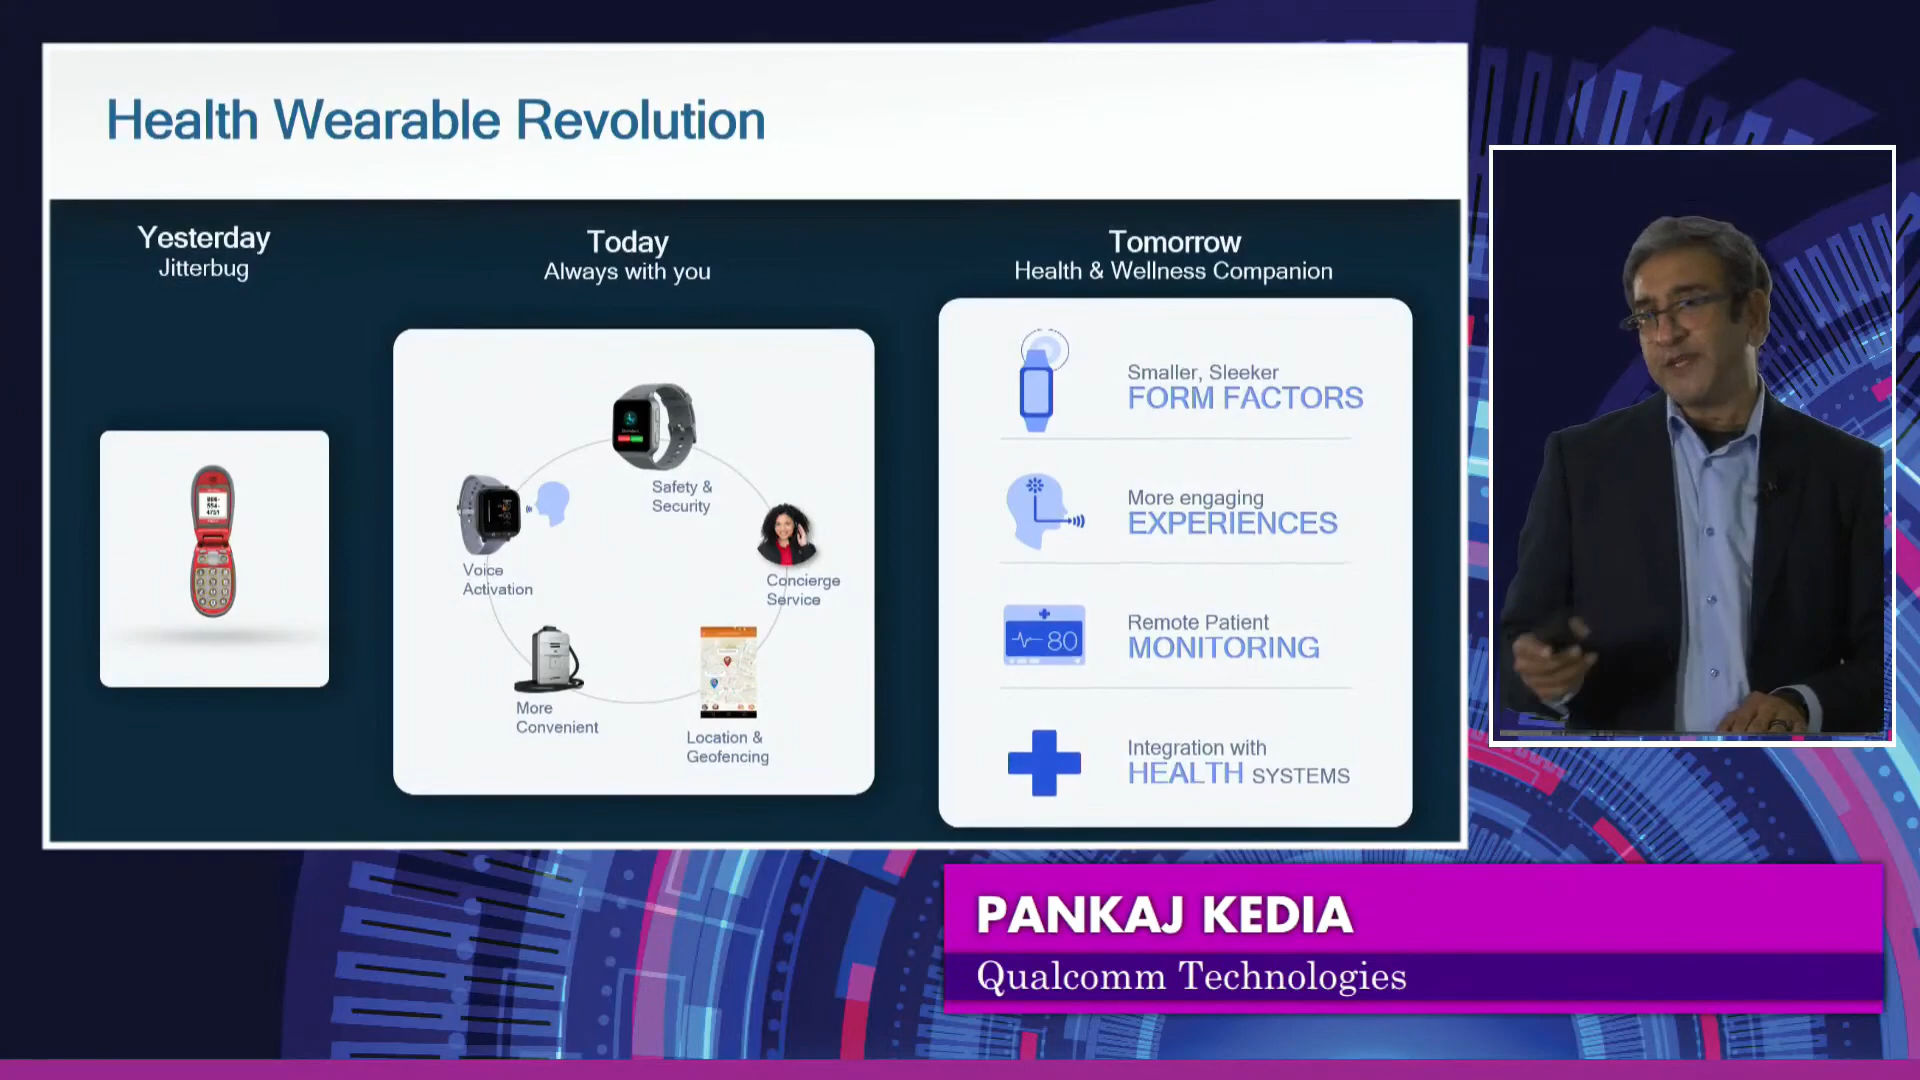 Health Wearable Revolution
Yesterday
Jitterbug
Today
Always with you
Safety &
Security
Voice
Activation
Concierge
Service
More
Convenient
Location &
Geofencing
Tomorrow
Health & Wellness Companion
Smaller, Sleeker
FORM FACTORS
More engaging
EXPERIENCES
80
Remote Patient
MONITORING
Integration with
HEALTH SYSTEMS
PANKAJ KEDIA
Qualcomm Technologies